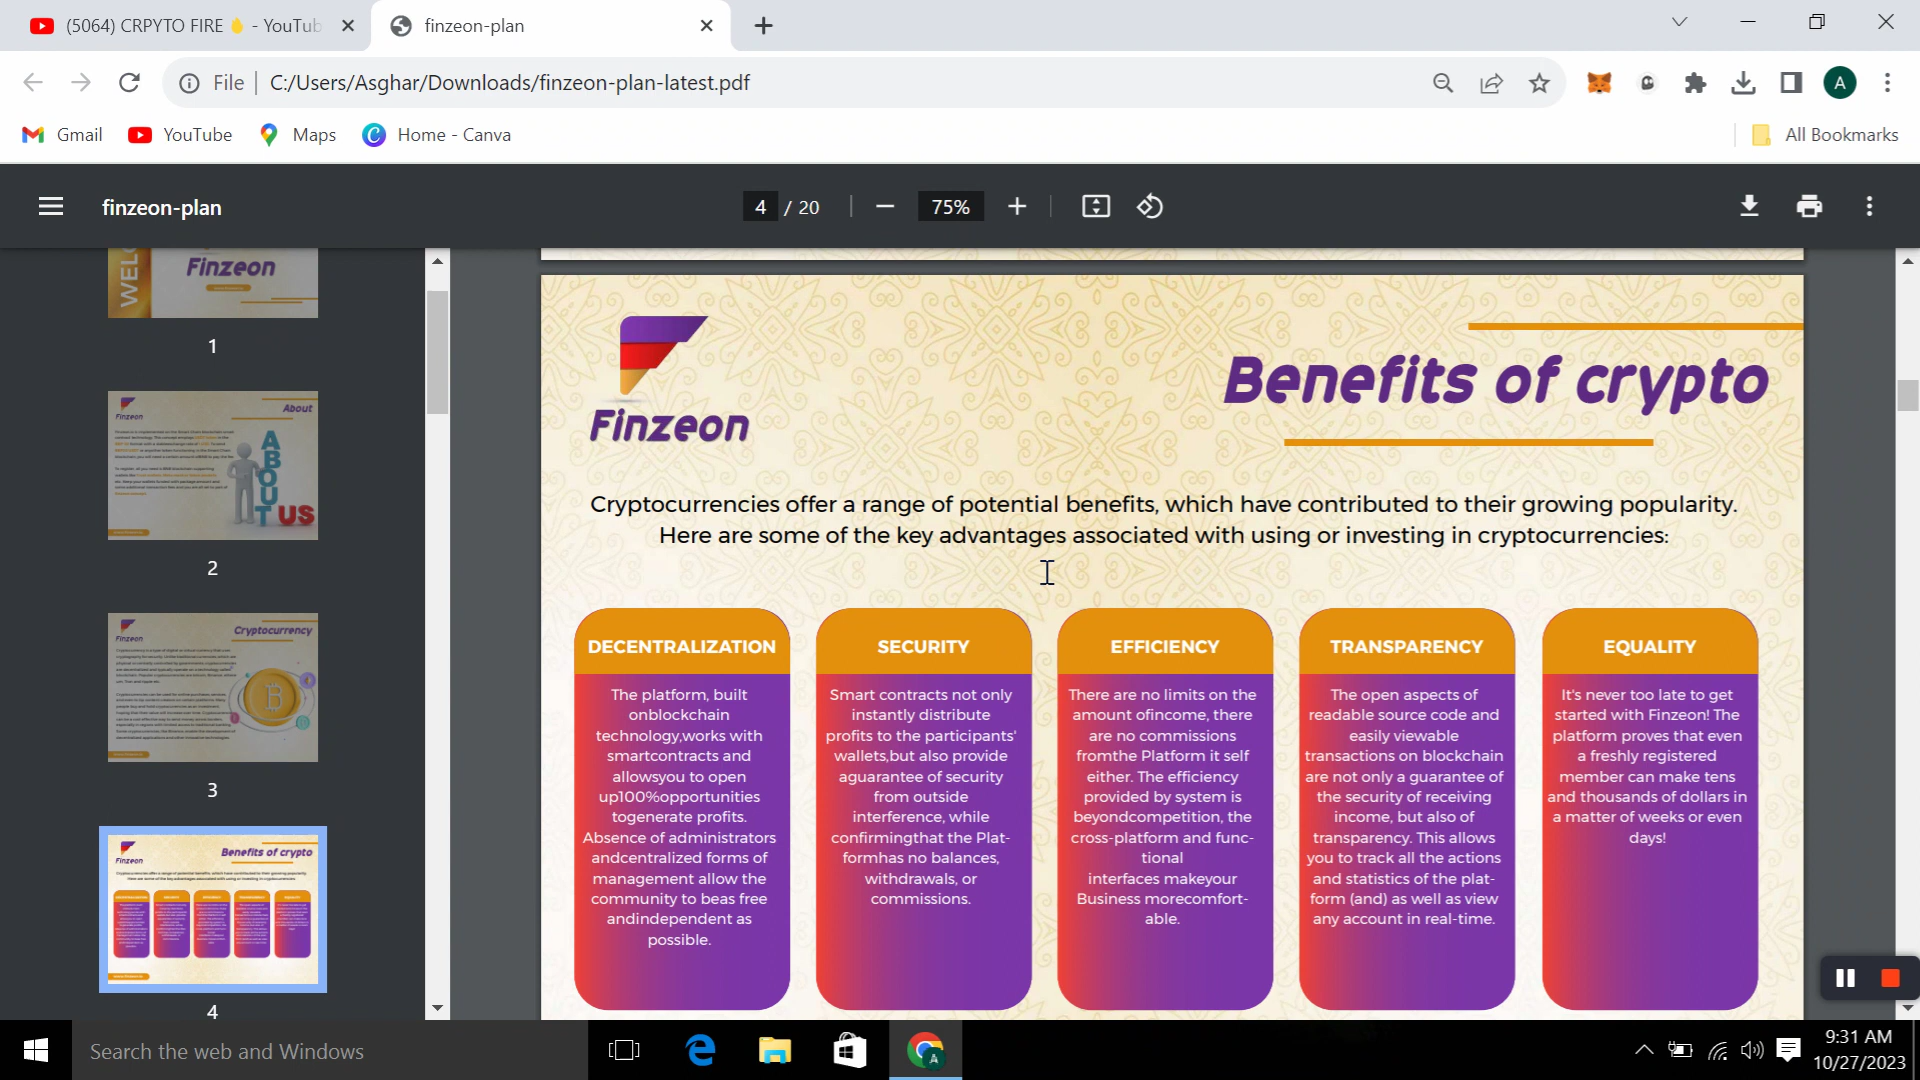 (5064) CRPYTO FIRE - YouTub
finzeon-plan
File
C:/Users/Asghar/Downloads/finzeon-plan-latest.pdf
A
Gmail
YouTube
Maps
Home - Canva
All Bookmarks
finzeon-plan
4 / 20
75%
Finzeon
1
Finzeon
About
ABOUT US
2
Finzeon
Cryptocurrency
3
Finzeon
Benefits of crypto
4
Finzeon
Benefits of crypto
Cryptocurrencies offer a range of potential benefits, which have contributed to their growing popularity.
Here are some of the key advantages associated with using or investing in cryptocurrencies:
DECENTRALIZATION
The platform, built
onblockchain
technology,works with
smartcontracts and
allowsyou to open
up100%opportunities
togenerate profits.
Absence of administrators
andcentralized forms of
management allow the
community to beas free
andindependent as
possible.
SECURITY
Smart contracts not only
instantly distribute
profits to the participants'
wallets,but also provide
aguarantee of security
from outside
interference, while
confirmingthat the Plat-
formhas no balances,
withdrawals, or
commissions.
EFFICIENCY
There are no limits on the
amount ofincome, there
are no commissions
fromthe Platform it self
either. The efficiency
provided by system is
beyondcompetition, the
cross-platform and func-
tional
interfaces makeyour
Business morecomfort-
able.
TRANSPARENCY
The open aspects of
readable source code and
easily viewable
transactions on blockchain
are not only a guarantee of
the security of receiving
income, but also of
transparency. This allows
you to track all the actions
and statistics of the plat-
form (and) as well as view
any account in real-time.
EQUALITY
It's never too late to get
started with Finzeon! The
platform proves that even
a freshly registered
member can make tens
and thousands of dollars in
a matter of weeks or even
days!
Search the web and Windows
A
9:31 AM
10/27/2023